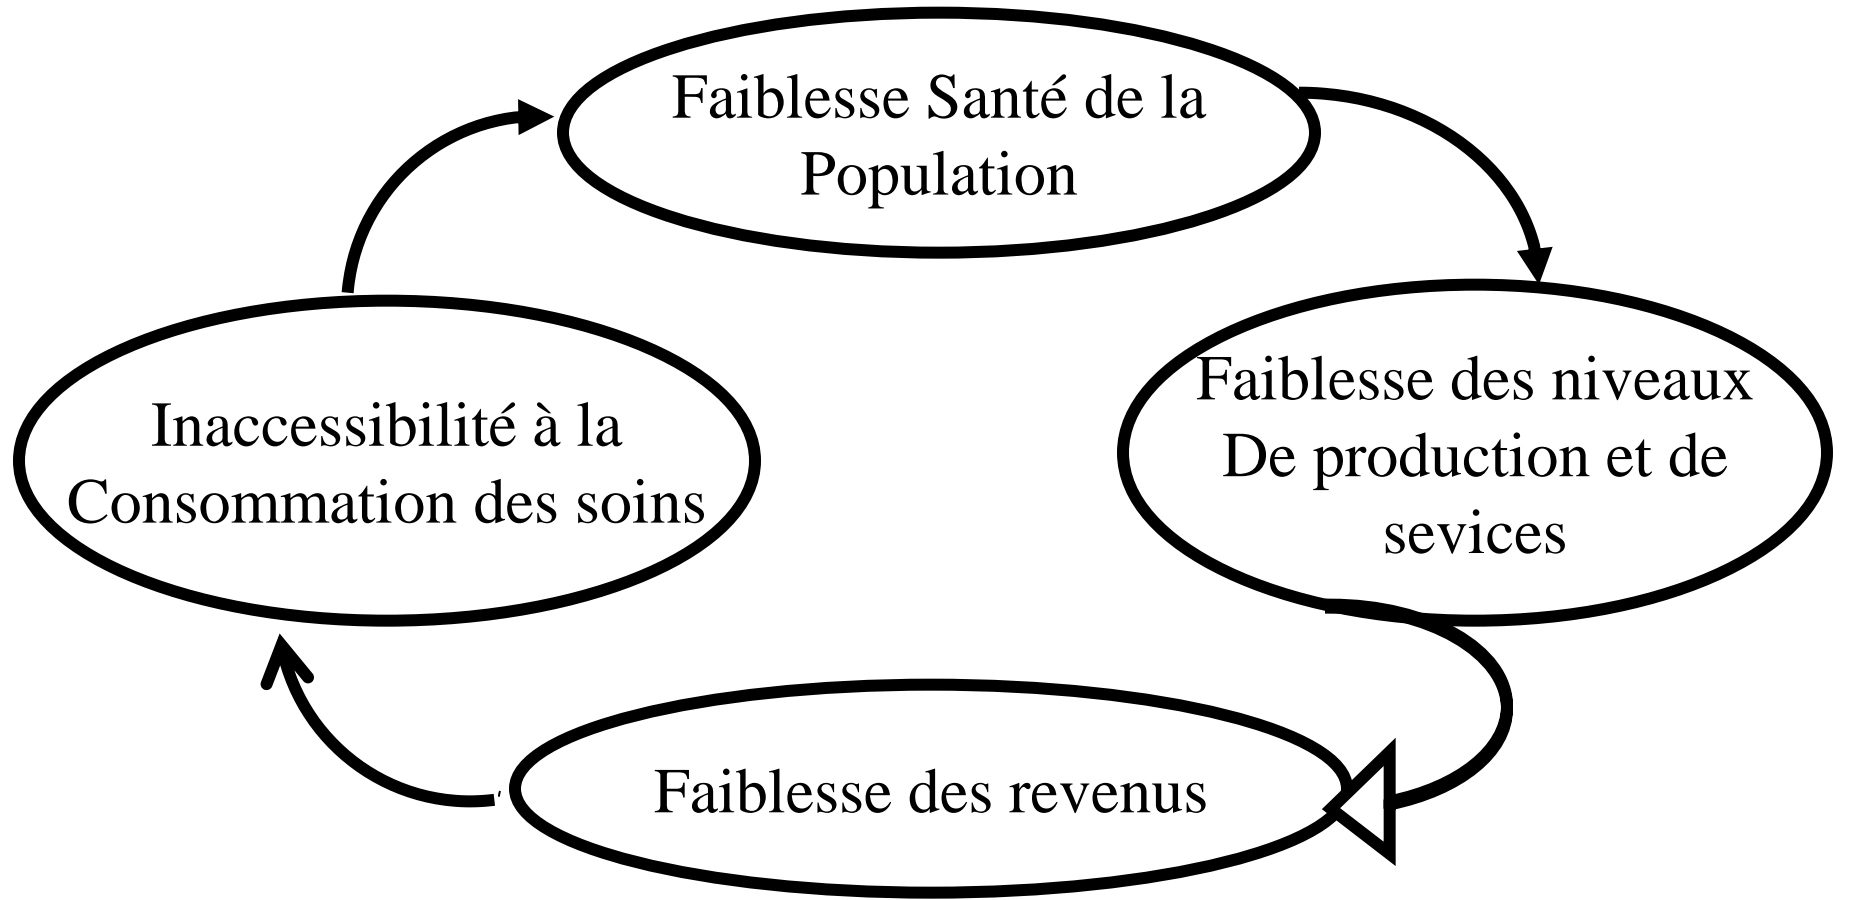 Faiblesse Santé de la
Population
Faiblesse des niveaux
De production et de
sevices
Inaccessibilité à la
Consommation des soins
Faiblesse des revenus